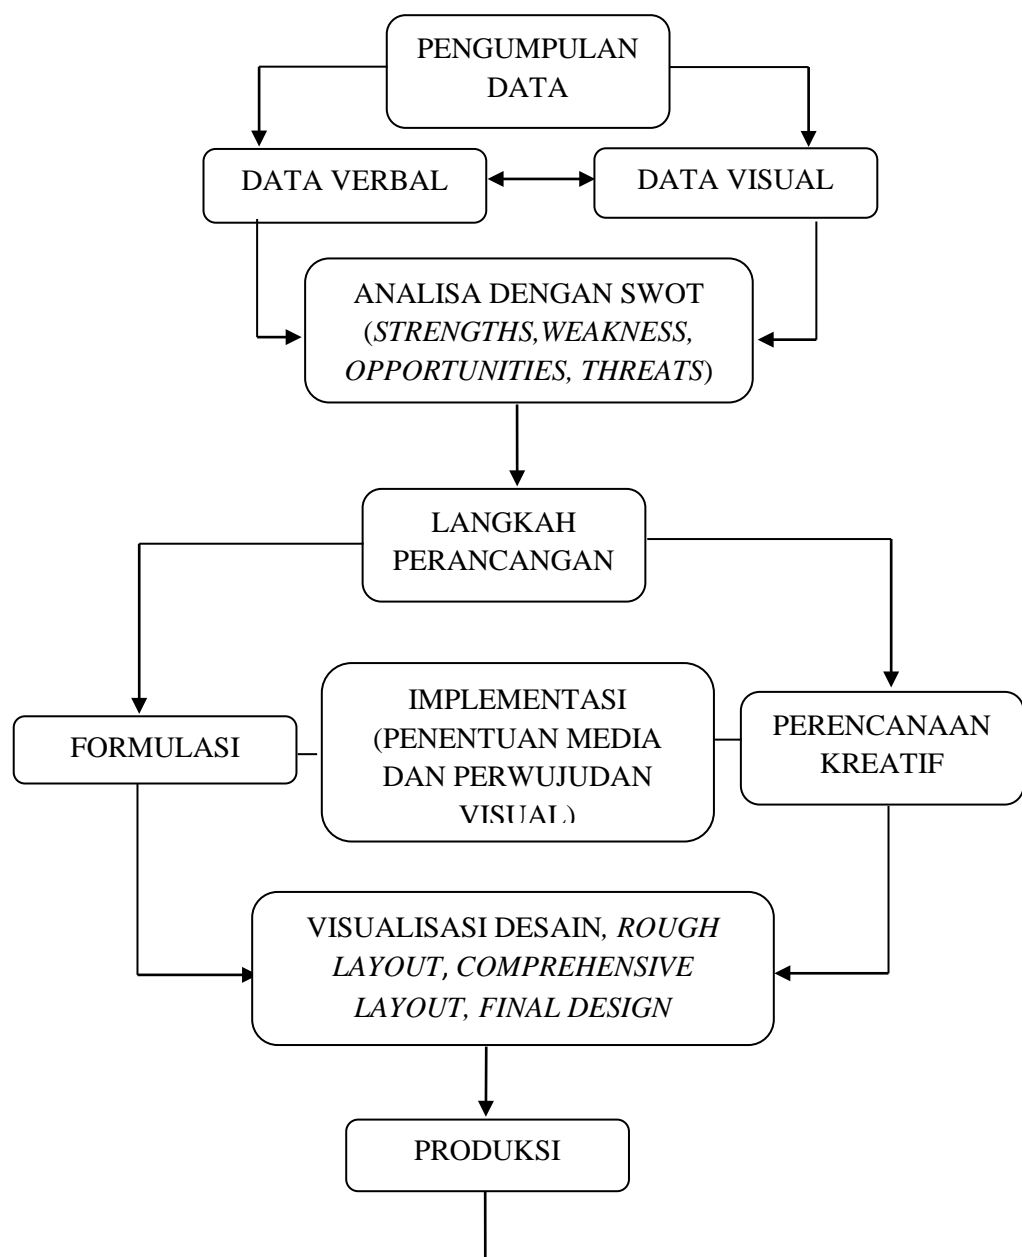 PENGUMPULAN
DATA
DATA VERBAL
DATA VISUAL
ANALISA DENGAN SWOT
(STRENGTHS,WEAKNESS,
OPPORTUNITIES, THREATS)
LANGKAH
PERANCANGAN
FORMULASI
IMPLEMENTASI
(PENENTUAN MEDIA
DAN PERWUJUDAN
VISUAL)
PERENCANAAN
KREATIF
VISUALISASI DESAIN, ROUGH
LAYOUT, COMPREHENSIVE
LAYOUT, FINAL DESIGN
PRODUKSI